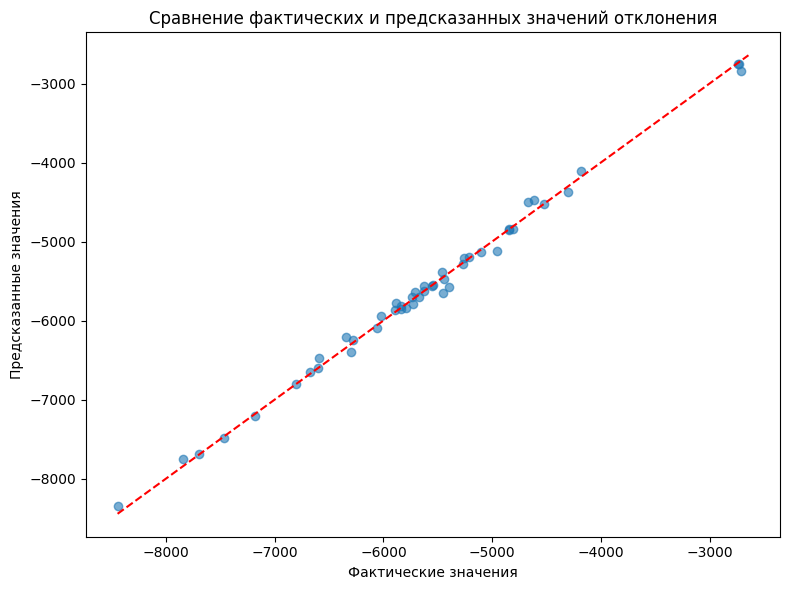 Сравнение фактических и предсказанных значений отклонения
−3000
−4000
−5000
−6000
−7000
−8000
Предсказанные значения
−8000 −7000 −6000 −5000 −4000 −3000
Фактические значения